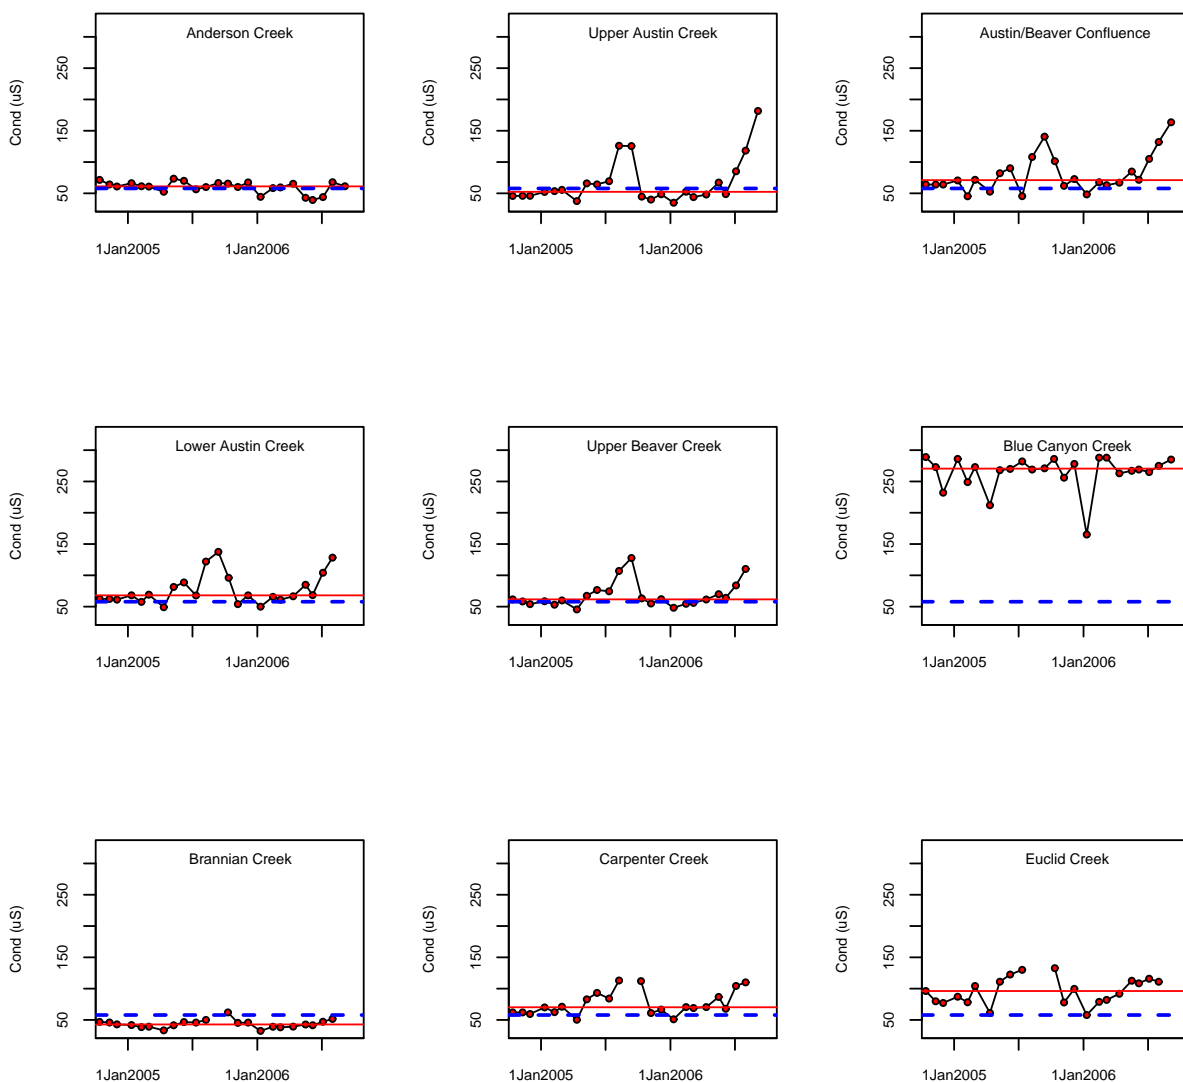 Anderson Creek
Cond (uS)
50 150 250
1Jan2005 1Jan2006
Upper Austin Creek
Cond (uS)
50 150 250
1Jan2005 1Jan2006
Austin/Beaver Confluence
Cond (uS)
50 150 250
1Jan2005 1Jan2006
Lower Austin Creek
Cond (uS)
50 150 250
1Jan2005 1Jan2006
Upper Beaver Creek
Cond (uS)
50 150 250
1Jan2005 1Jan2006
Blue Canyon Creek
Cond (uS)
50 150 250
1Jan2005 1Jan2006
Brannian Creek
Cond (uS)
50 150 250
1Jan2005 1Jan2006
Carpenter Creek
Cond (uS)
50 150 250
1Jan2005 1Jan2006
Euclid Creek
Cond (uS)
50 150 250
1Jan2005 1Jan2006